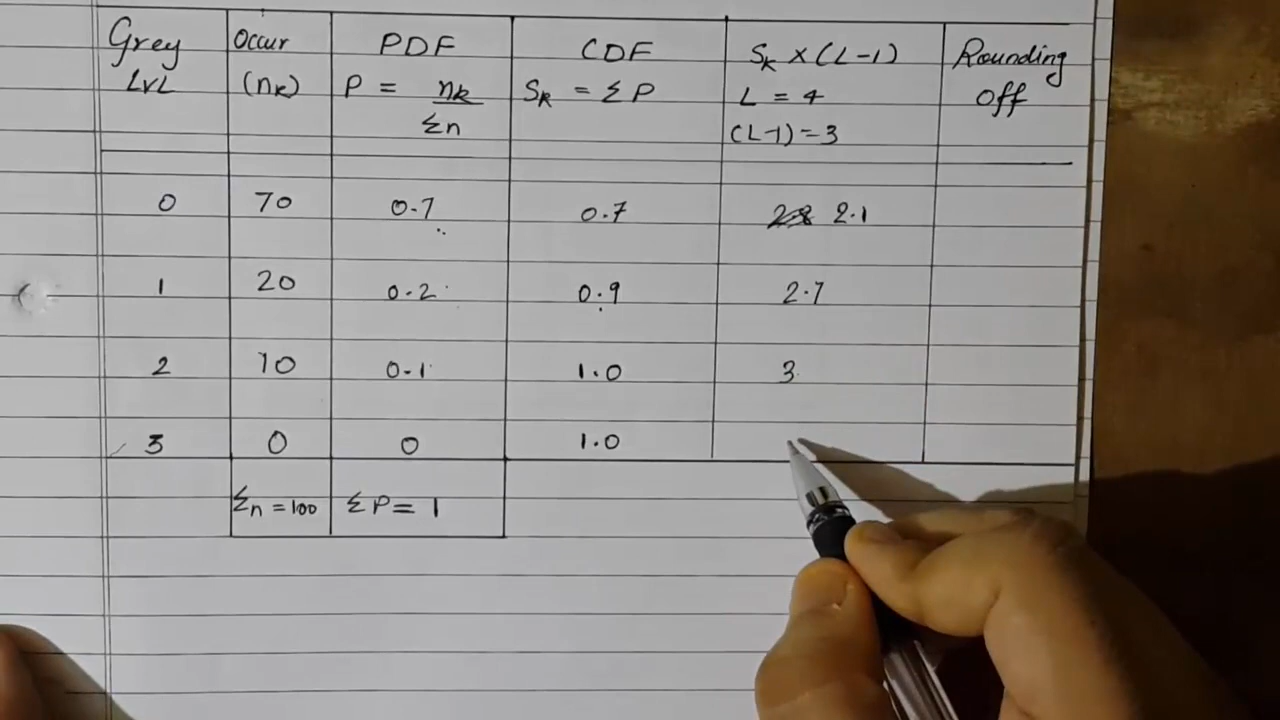 Grey Occur PDF CDF Sk × (L-1) Rounding
LVL (nk) P = nk Sk = ΣP L = 4 Off
Σn (L-1) = 3
0 70 0.7 0.7 2.1
1 20 0.2 0.9 2.7
2 10 0.1 1.0 3
3 0 0 1.0
Σn = 100 ΣP = 1